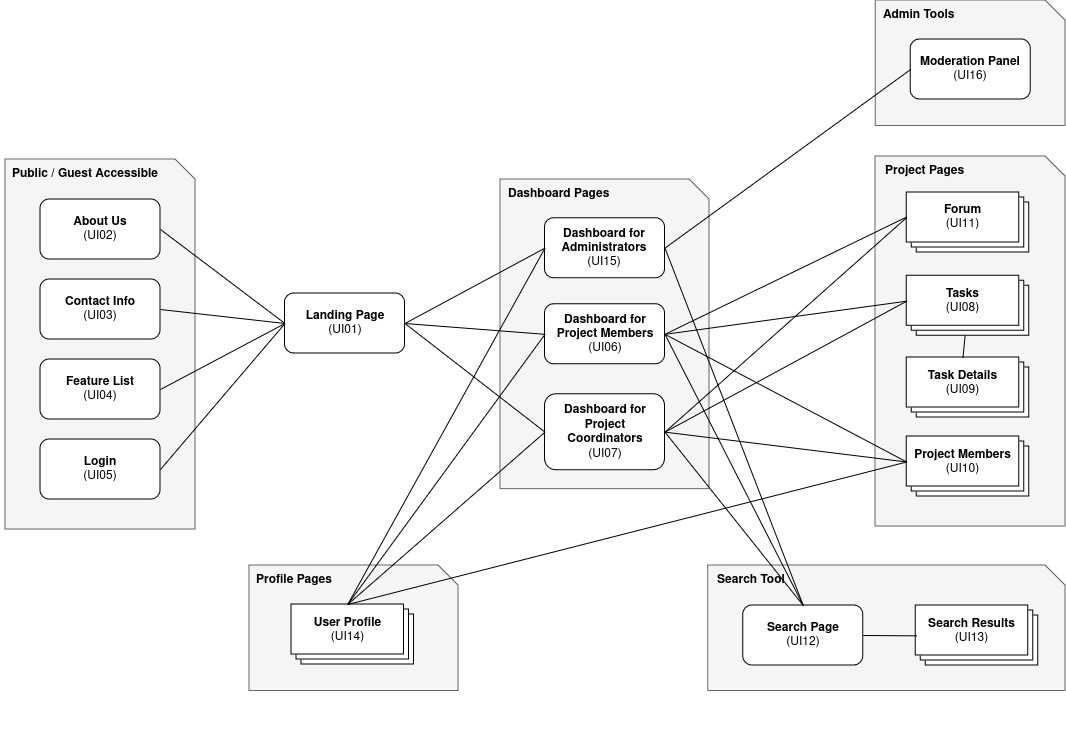 Admin Tools
Moderation Panel
(UI16)
Public / Guest Accessible
About Us
(UI02)
Contact Info
(UI03)
Feature List
(UI04)
Login
(UI05)
Landing Page
(UI01)
Dashboard Pages
Dashboard for
Administrators
(UI15)
Dashboard for
Project Members
(UI06)
Dashboard for
Project
Coordinators
(UI07)
Project Pages
Forum
(UI11)
Tasks
(UI08)
Task Details
(UI09)
Project Members
(UI10)
Profile Pages
User Profile
(UI14)
Search Tool
Search Page
(UI12)
Search Results
(UI13)